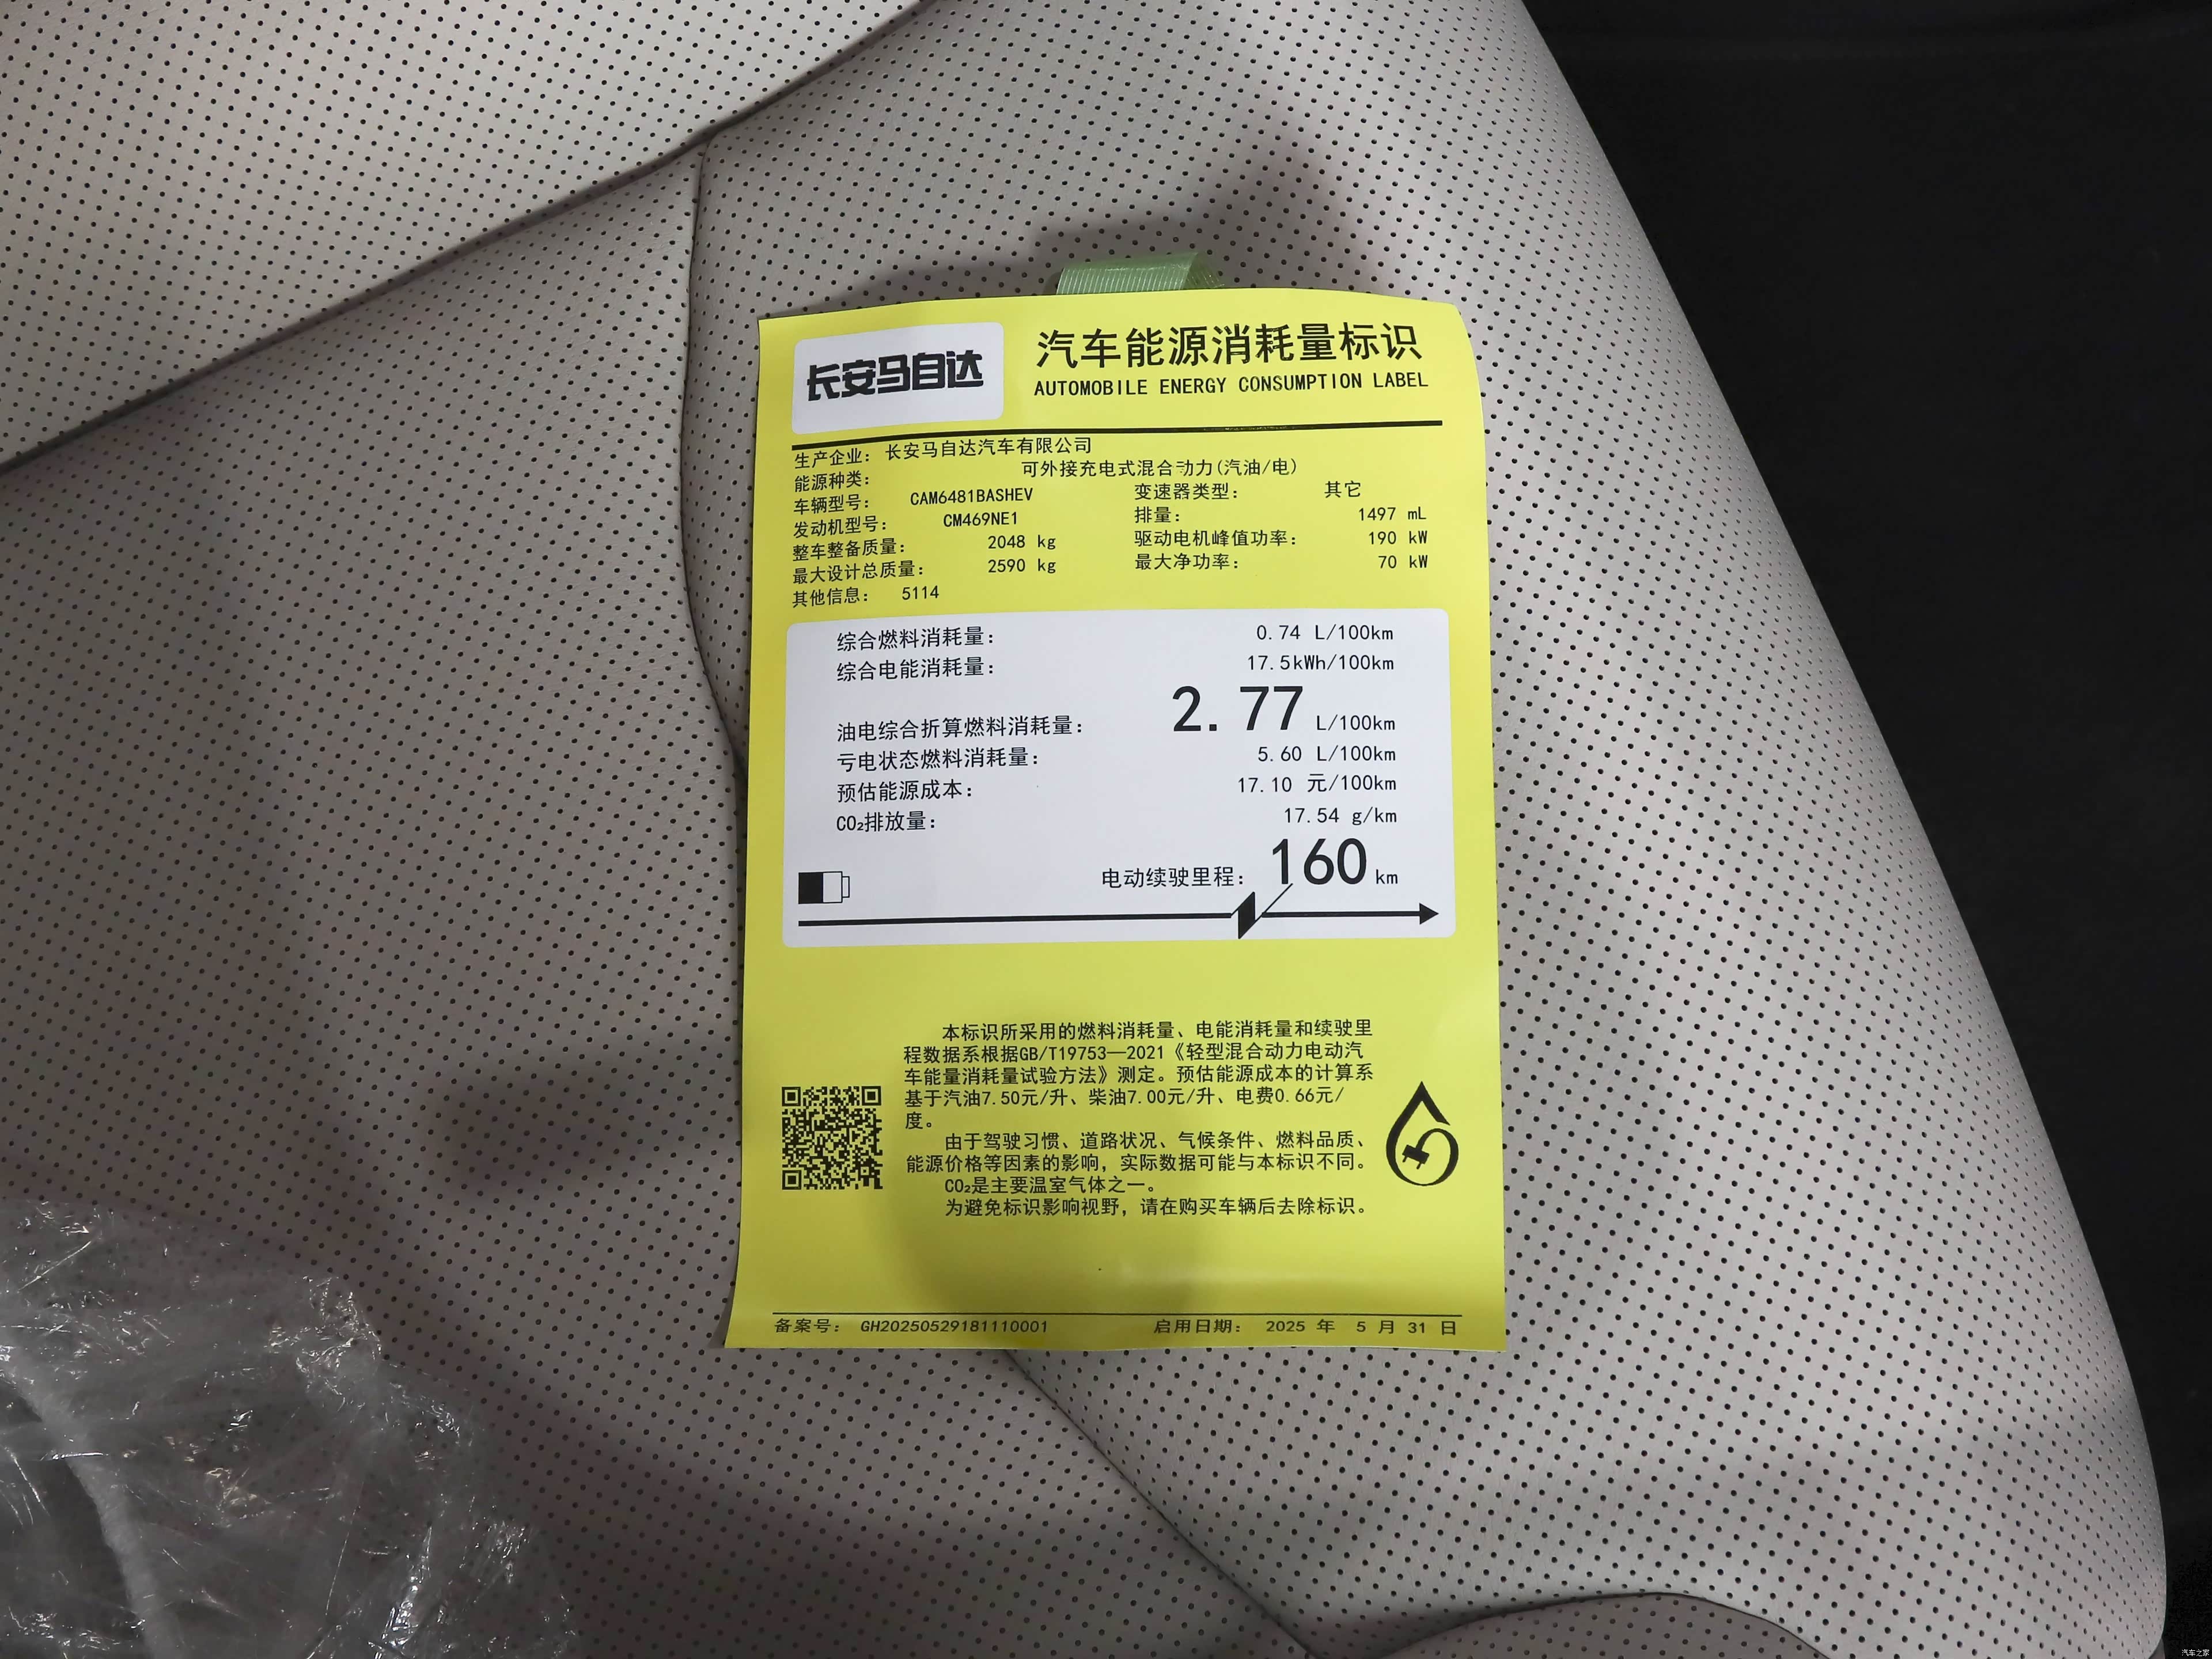 长安马自达
汽车能源消耗量标识
AUTOMOBILE ENERGY CONSUMPTION LABEL
生产企业： 长安马自达汽车有限公司
能源种类： 可外接充电式混合动力(汽油/电)
车辆型号： CAM6481BASHEV 变速器类型： 其它
发动机型号： CM469NE1 排量： 1497 mL
整车整备质量： 2048 kg 驱动电机峰值功率： 190 kW
最大设计总质量： 2590 kg 最大净功率： 70 kW
其他信息： 5114
综合燃料消耗量： 0.74 L/100km
综合电能消耗量： 17.5kWh/100km
油电综合折算燃料消耗量： 2.77 L/100km
亏电状态燃料消耗量： 5.60 L/100km
预估能源成本： 17.10 元/100km
CO₂排放量： 17.54 g/km
电动续驶里程： 160 km
本标识所采用的燃料消耗量、电能消耗量和续驶里
程数据系根据GB/T19753—2021《轻型混合动力电动汽
车能量消耗量试验方法》测定。预估能源成本的计算系
基于汽油7.50元/升、柴油7.00元/升、电费0.66元/
度。
由于驾驶习惯、道路状况、气候条件、燃料品质、
能源价格等因素的影响，实际数据可能与本标识不同。
CO₂是主要温室气体之一。
为避免标识影响视野，请在购买车辆后去除标识。
备案号： GH20250529181110001 启用日期： 2025 年 5 月 31 日
汽车之家